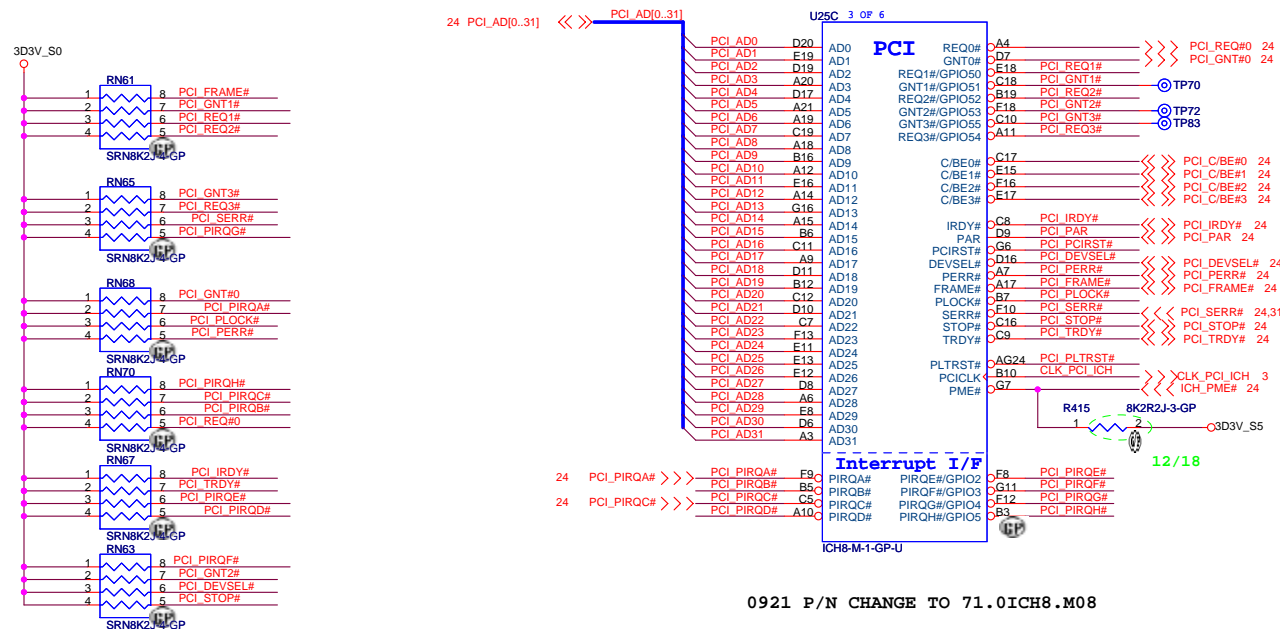 24 PCI_AD[0..31]
PCI_AD[0..31]
3D3V_S0
RN61
1 8 PCI_FRAME#
2 7 PCI_GNT1#
3 6 PCI_REQ1#
4 5 PCI_REQ2#
GP
SRN8K2J-4-GP
RN65
1 8 PCI_GNT3#
2 7 PCI_REQ3#
3 6 PCI_SERR#
4 5 PCI_PIRQG#
GP
SRN8K2J-4-GP
RN68
1 8 PCI_GNT#0
2 7 PCI_PIRQA#
3 6 PCI_PLOCK#
4 5 PCI_PERR#
GP
SRN8K2J-4-GP
RN70
1 8 PCI_PIRQH#
2 7 PCI_PIRQC#
3 6 PCI_PIRQB#
4 5 PCI_REQ#0
GP
SRN8K2J-4-GP
RN67
1 8 PCI_IRDY#
2 7 PCI_TRDY#
3 6 PCI_PIRQE#
4 5 PCI_PIRQD#
GP
SRN8K2J-4-GP
RN63
1 8 PCI_PIRQF#
2 7 PCI_GNT2#
3 6 PCI_DEVSEL#
4 5 PCI_STOP#
GP
SRN8K2J-4-GP
U25C 3 OF 6
PCI
PCI_AD0 D20 AD0
PCI_AD1 E19 AD1
PCI_AD2 D19 AD2
PCI_AD3 A20 AD3
PCI_AD4 D17 AD4
PCI_AD5 A21 AD5
PCI_AD6 A19 AD6
PCI_AD7 C19 AD7
PCI_AD8 A18 AD8
PCI_AD9 B16 AD9
PCI_AD10 A12 AD10
PCI_AD11 E16 AD11
PCI_AD12 A14 AD12
PCI_AD13 G16 AD13
PCI_AD14 A15 AD14
PCI_AD15 B6 AD15
PCI_AD16 C11 AD16
PCI_AD17 A9 AD17
PCI_AD18 D11 AD18
PCI_AD19 B12 AD19
PCI_AD20 C12 AD20
PCI_AD21 D10 AD21
PCI_AD22 C7 AD22
PCI_AD23 F13 AD23
PCI_AD24 E11 AD24
PCI_AD25 E13 AD25
PCI_AD26 E12 AD26
PCI_AD27 D8 AD27
PCI_AD28 A6 AD28
PCI_AD29 E8 AD29
PCI_AD30 D6 AD30
PCI_AD31 A3 AD31
REQ0# A4 PCI_REQ#0 24
GNT0# D7 PCI_GNT#0 24
REQ1#/GPIO50 E18 PCI_REQ1#
GNT1#/GPIO51 C18 PCI_GNT1# TP70
REQ2#/GPIO52 B19 PCI_REQ2#
GNT2#/GPIO53 F18 PCI_GNT2# TP72
GNT3#/GPIO55 C10 PCI_GNT3# TP83
REQ3#/GPIO54 A11 PCI_REQ3#
C/BE0# C17 PCI_C/BE#0 24
C/BE1# E15 PCI_C/BE#1 24
C/BE2# F16 PCI_C/BE#2 24
C/BE3# E17 PCI_C/BE#3 24
IRDY# C8 PCI_IRDY# PCI_IRDY# 24
PAR D9 PCI_PAR PCI_PAR 24
PCIRST# G6 PCI_PCIRST#
DEVSEL# D16 PCI_DEVSEL# PCI_DEVSEL# 24
PERR# A7 PCI_PERR# PCI_PERR# 24
FRAME# A17 PCI_FRAME# PCI_FRAME# 24
PLOCK# B7 PCI_PLOCK#
SERR# F10 PCI_SERR# PCI_SERR# 24,31
STOP# C16 PCI_STOP# PCI_STOP# 24
TRDY# C9 PCI_TRDY# PCI_TRDY# 24
PLTRST# AG24 PCI_PLTRST#
PCICLK B10 CLK_PCI_ICH CLK_PCI_ICH 3
PME# G7 ICH_PME# 24
R415 8K2R2J-3-GP
1 2 3D3V_S5
12/18
Interrupt I/F
24 PCI_PIRQA# PCI_PIRQA# F9 PIRQA# PIRQE#/GPIO2 F8 PCI_PIRQE#
PCI_PIRQB# B5 PIRQB# PIRQF#/GPIO3 G11 PCI_PIRQF#
24 PCI_PIRQC# PCI_PIRQC# C5 PIRQC# PIRQG#/GPIO4 F12 PCI_PIRQG#
PCI_PIRQD# A10 PIRQD# PIRQH#/GPIO5 B3 PCI_PIRQH#
GP
ICH8-M-1-GP-U
0921 P/N CHANGE TO 71.0ICH8.M08